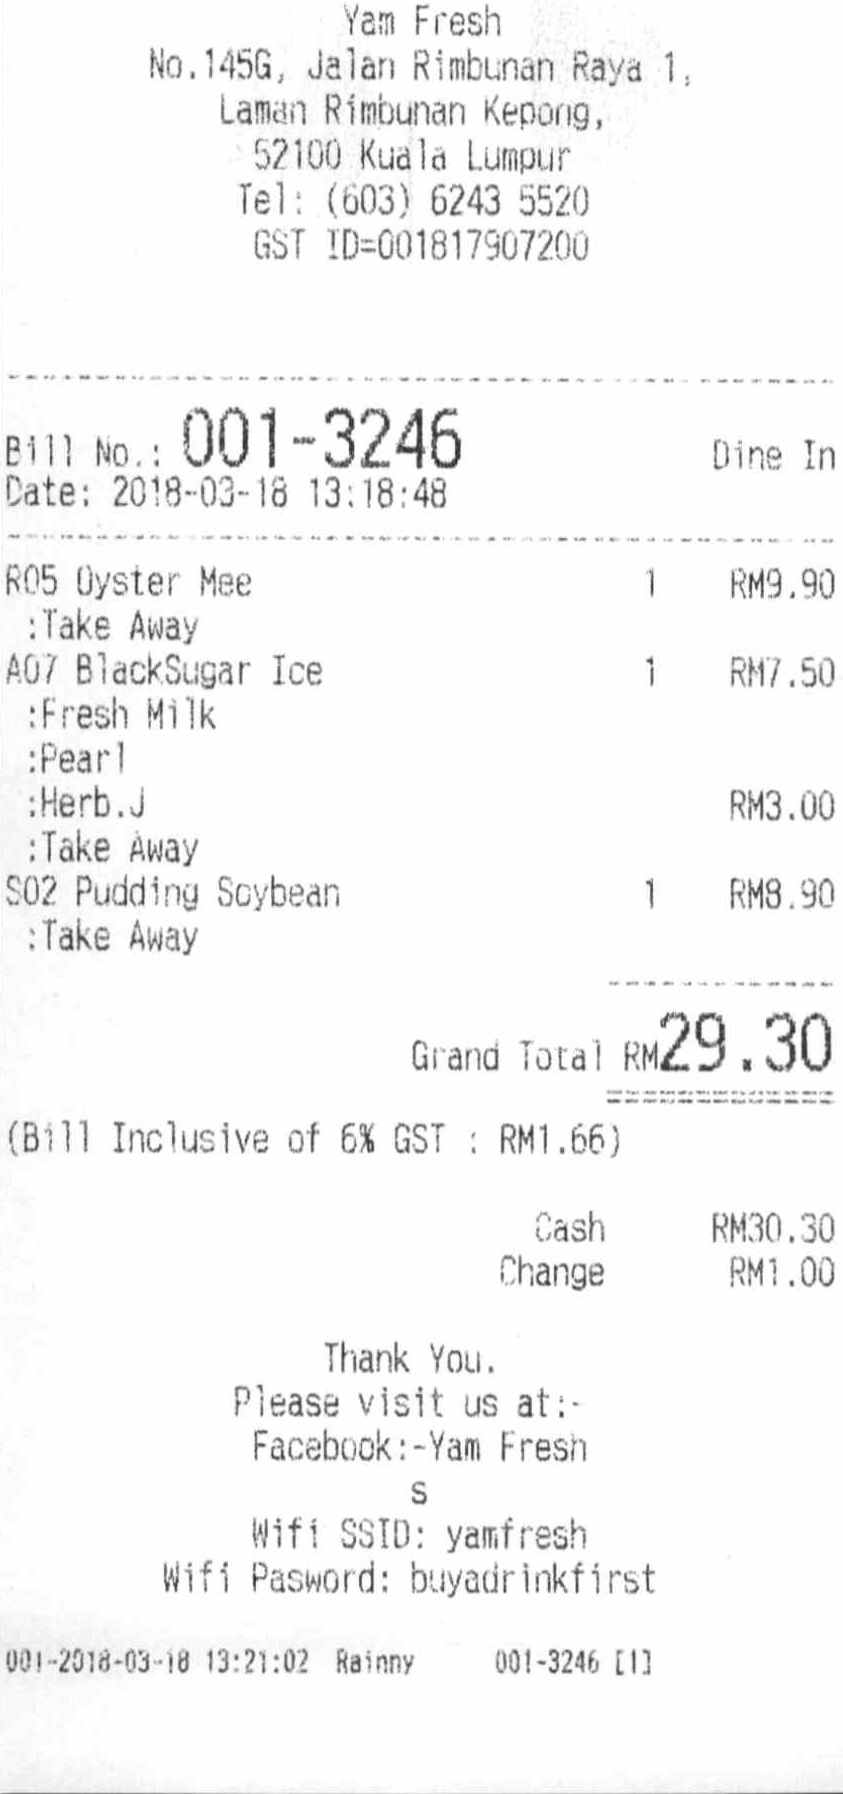 Yam Fresh
No.145G, Jalan Rimbunan Raya 1,
Laman Rimbunan Kepong,
52100 Kuala Lumpur
Tel: (603) 6243 5520
GST ID=001817907200
Bill No.: 001-3246 Dine In
Date: 2018-03-18 13:18:48
R05 Oyster Mee 1 RM9.90
:Take Away
A07 BlackSugar Ice 1 RM7.50
:Fresh Milk
:Pearl
:Herb.J RM3.00
:Take Away
S02 Pudding Soybean 1 RM8.90
:Take Away
Grand Total RM29.30
(Bill Inclusive of 6% GST : RM1.66)
Cash RM30.30
Change RM1.00
Thank You.
Please visit us at:-
Facebook:-Yam Fresh
S
Wifi SSID: yamfresh
Wifi Pasword: buyadrinkfirst
001-2018-03-18 13:21:02 Rainny 001-3246 [1]